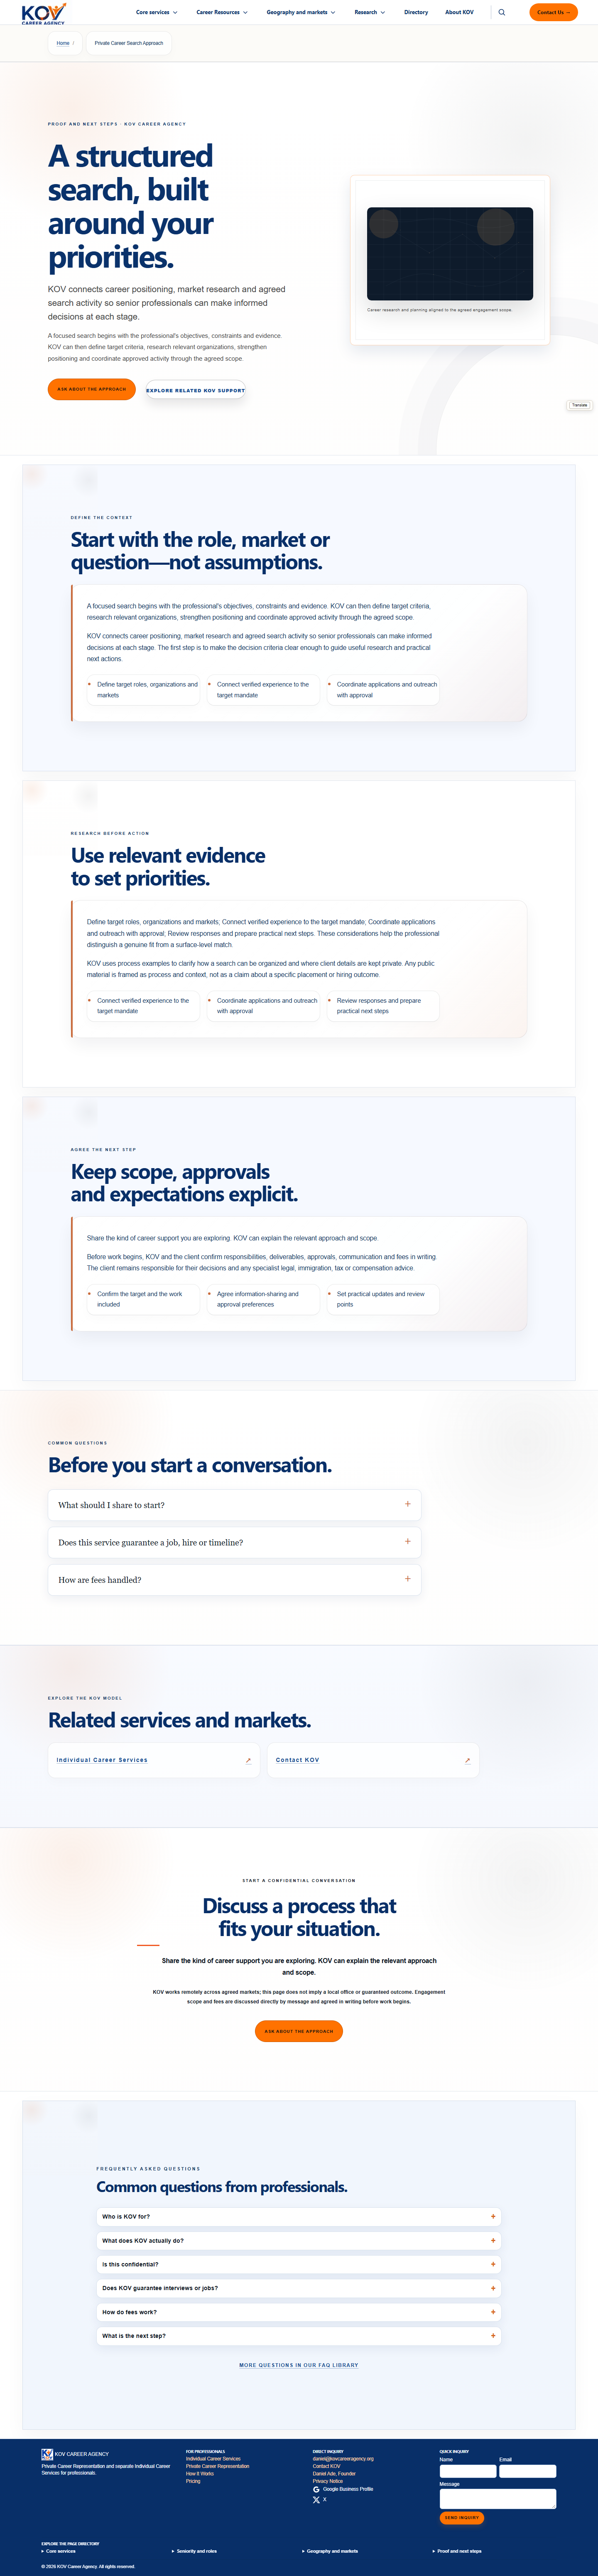 KOV
CAREER AGENCY
Core services
Career Resources
Geography and markets
Research
Directory
About KOV
Contact Us →
Home /
Private Career Search Approach
PROOF AND NEXT STEPS · KOV CAREER AGENCY
A structured
search, built
around your
priorities.
KOV connects career positioning, market research and agreed
search activity so senior professionals can make informed
decisions at each stage.
A focused search begins with the professional's objectives, constraints and evidence.
KOV can then define target criteria, research relevant organizations, strengthen
positioning and coordinate approved activity through the agreed scope.
ASK ABOUT THE APPROACH
EXPLORE RELATED KOV SUPPORT
Career research and planning aligned to the agreed engagement scope.
Translate
DEFINE THE CONTEXT
Start with the role, market or
question—not assumptions.
A focused search begins with the professional's objectives, constraints and evidence. KOV can then define target criteria,
research relevant organizations, strengthen positioning and coordinate approved activity through the agreed scope.
KOV connects career positioning, market research and agreed search activity so senior professionals can make informed
decisions at each stage. The first step is to make the decision criteria clear enough to guide useful research and practical
next actions.
Define target roles, organizations and
markets
Connect verified experience to the
target mandate
Coordinate applications and outreach
with approval
RESEARCH BEFORE ACTION
Use relevant evidence
to set priorities.
Define target roles, organizations and markets; Connect verified experience to the target mandate; Coordinate applications
and outreach with approval; Review responses and prepare practical next steps. These considerations help the professional
distinguish a genuine fit from a surface-level match.
KOV uses process examples to clarify how a search can be organized and where client details are kept private. Any public
material is framed as process and context, not as a claim about a specific placement or hiring outcome.
Connect verified experience to the
target mandate
Coordinate applications and outreach
with approval
Review responses and prepare
practical next steps
AGREE THE NEXT STEP
Keep scope, approvals
and expectations explicit.
Share the kind of career support you are exploring. KOV can explain the relevant approach and scope.
Before work begins, KOV and the client confirm responsibilities, deliverables, approvals, communication and fees in writing.
The client remains responsible for their decisions and any specialist legal, immigration, tax or compensation advice.
Confirm the target and the work
included
Agree information-sharing and
approval preferences
Set practical updates and review
points
COMMON QUESTIONS
Before you start a conversation.
What should I share to start? +
Does this service guarantee a job, hire or timeline? +
How are fees handled? +
EXPLORE THE KOV MODEL
Related services and markets.
Individual Career Services ↗
Contact KOV ↗
START A CONFIDENTIAL CONVERSATION
Discuss a process that
fits your situation.
Share the kind of career support you are exploring. KOV can explain the relevant approach
and scope.
KOV works remotely across agreed markets; this page does not imply a local office or guaranteed outcome. Engagement
scope and fees are discussed directly by message and agreed in writing before work begins.
ASK ABOUT THE APPROACH
FREQUENTLY ASKED QUESTIONS
Common questions from professionals.
Who is KOV for? +
What does KOV actually do? +
Is this confidential? +
Does KOV guarantee interviews or jobs? +
How do fees work? +
What is the next step? +
MORE QUESTIONS IN OUR FAQ LIBRARY
KOV CAREER AGENCY
Private Career Representation and separate Individual Career
Services for professionals.
FOR PROFESSIONALS
Individual Career Services
Private Career Representation
How It Works
Pricing
DIRECT INQUIRY
daniel@kovcareeragency.org
Contact KOV
Daniel Ade, Founder
Privacy Notice
Google Business Profile
X
QUICK INQUIRY
Name
Email
Message
SEND INQUIRY
EXPLORE THE PAGE DIRECTORY
Core services
Seniority and roles
Geography and markets
Proof and next steps
© 2026 KOV Career Agency. All rights reserved.